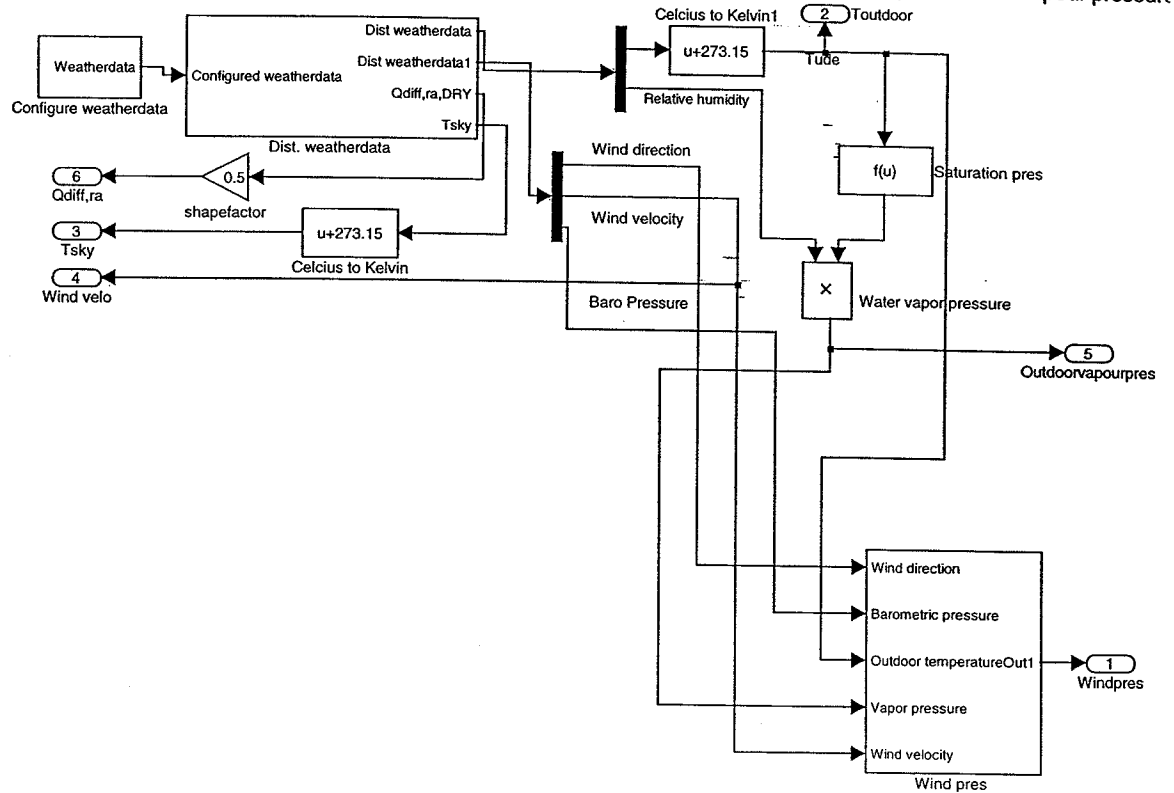 Celcius to Kelvin1
2
Toutdoor
Dist weatherdata
u+273.15
Weatherdata
Dist weatherdata1
Tude
Configured weatherdata
Configure weatherdata
Qdiff,ra,DRY
Relative humidity
Tsky
Dist. weatherdata
Wind direction
6
0.5
f(u)
Saturation pres
Qdiff,ra
shapefactor
Wind velocity
3
u+273.15
Tsky
Celcius to Kelvin
4
×
Wind velo
Baro Pressure
Water vapor pressure
5
Outdoorvapourpres
Wind direction
Barometric pressure
Outdoor temperatureOut1
1
Windpres
Vapor pressure
Wind velocity
Wind pres